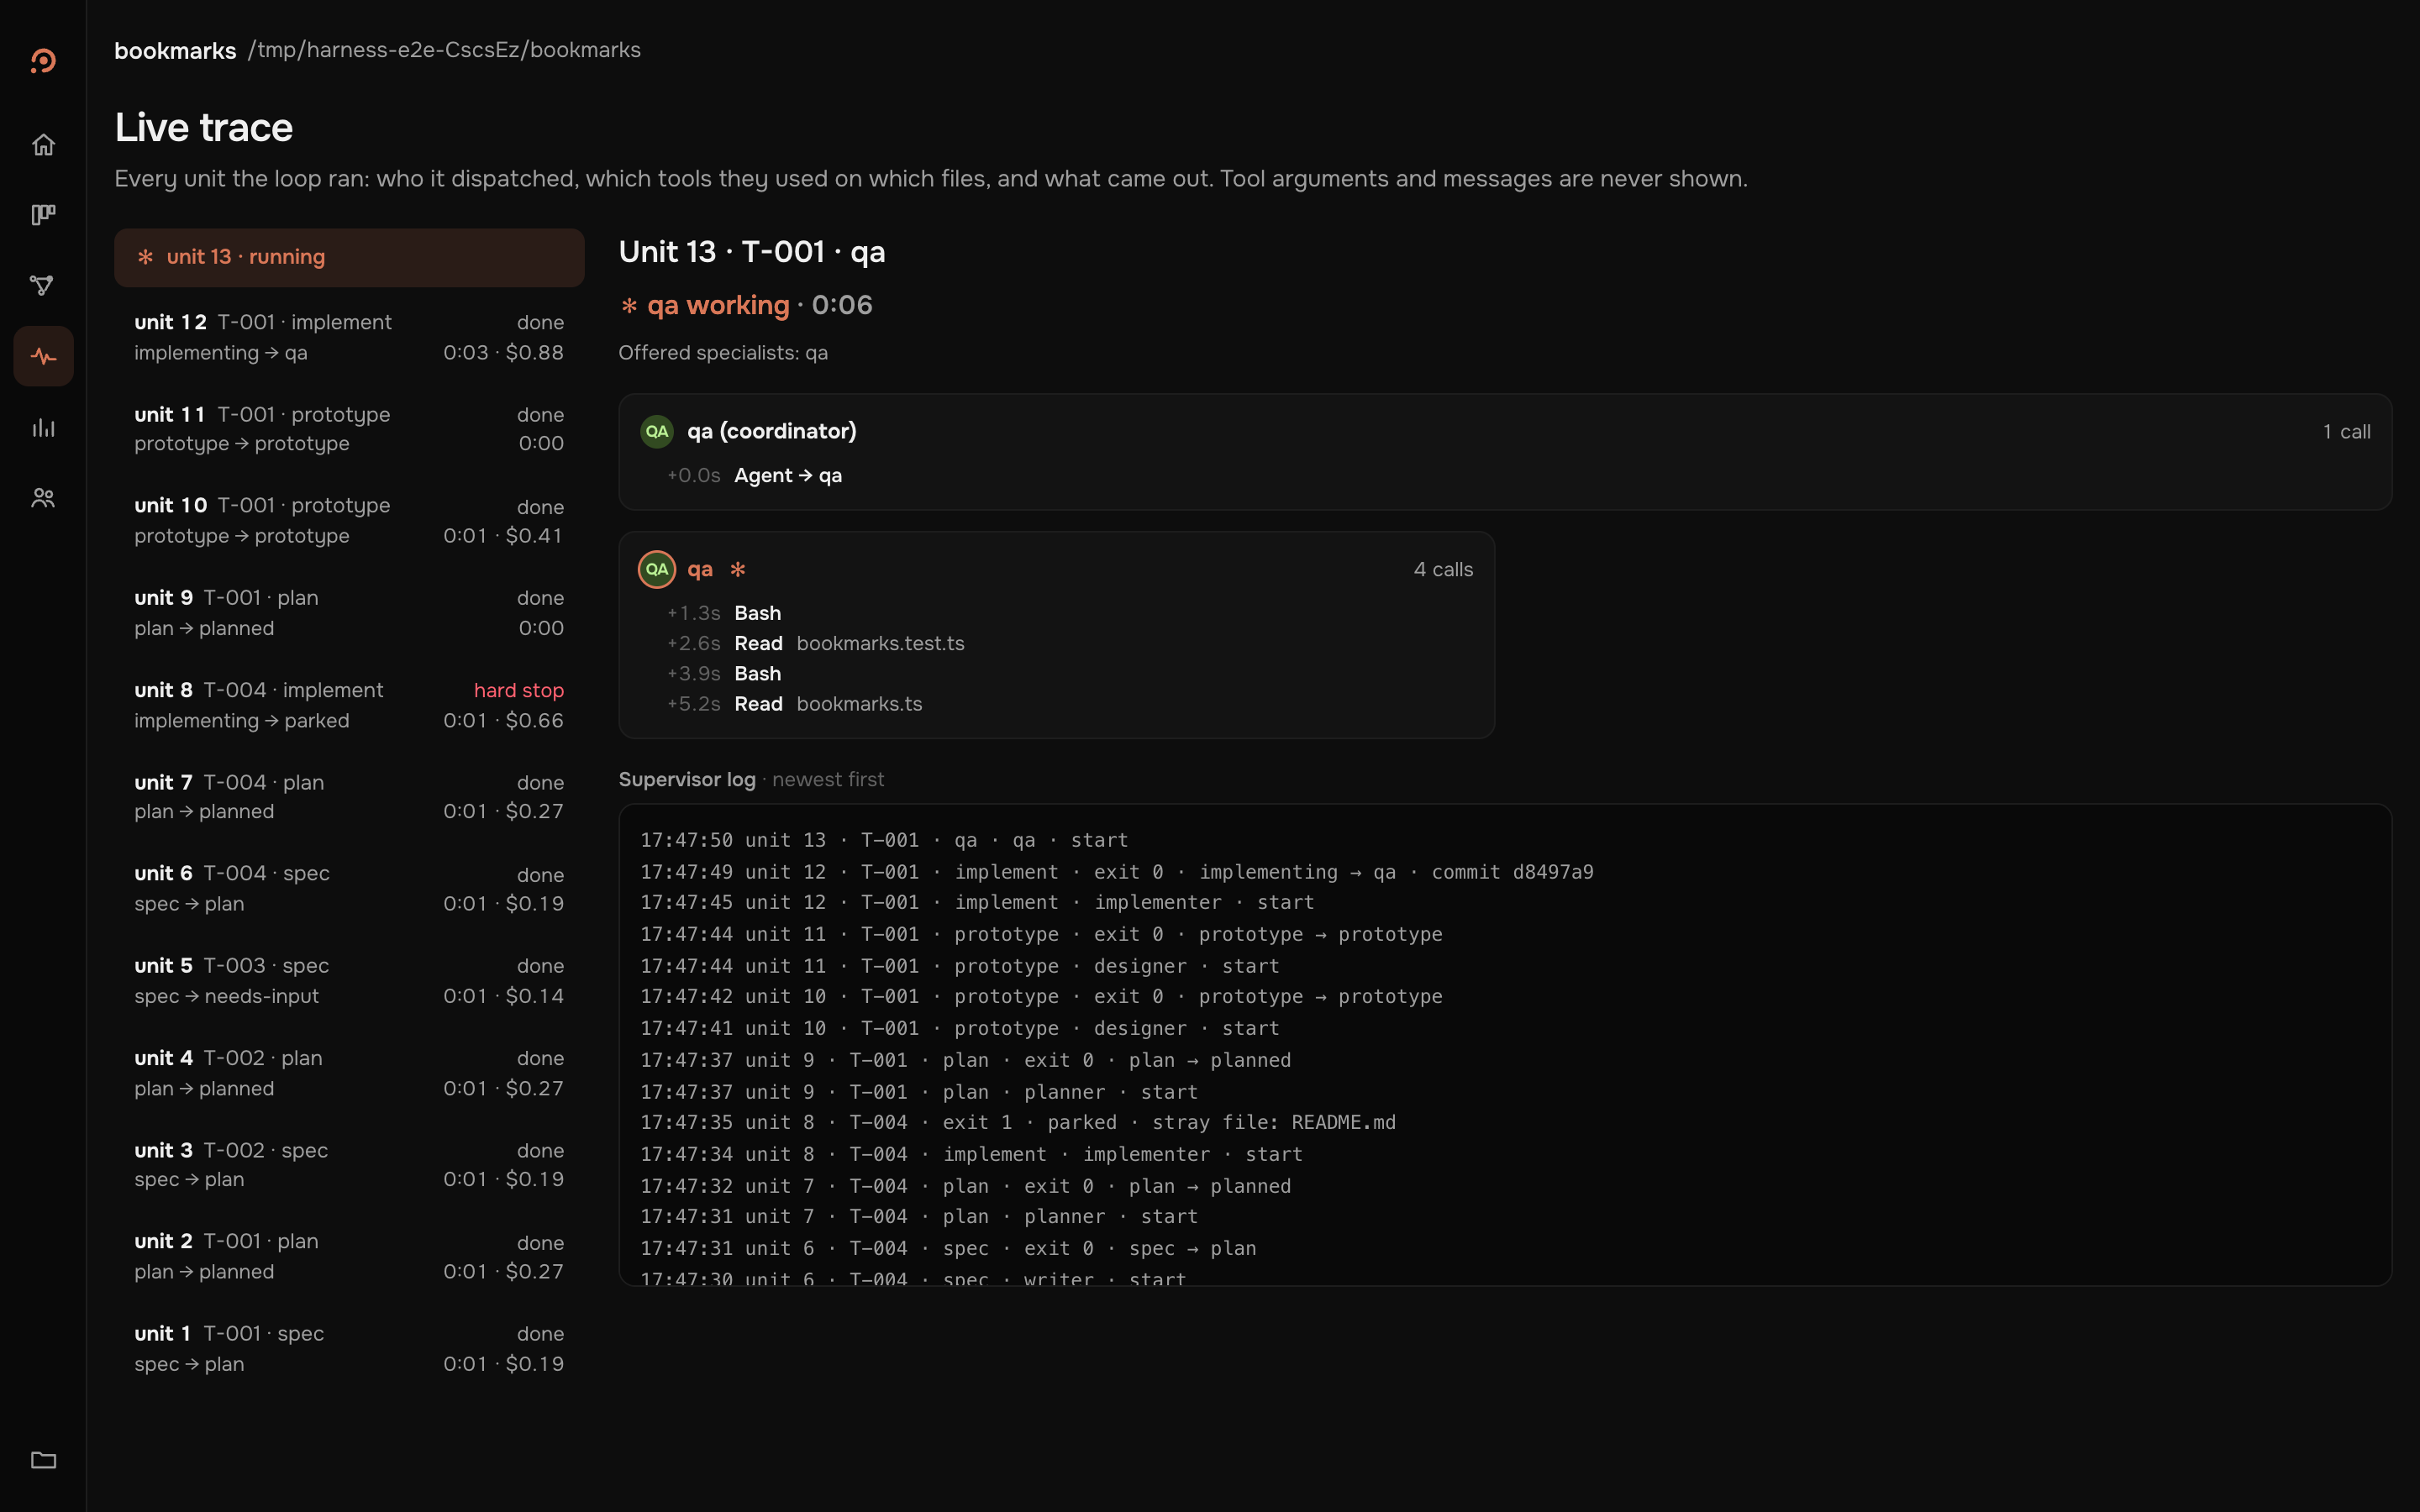 bookmarks /tmp/harness-e2e-CscsEz/bookmarks
Live trace
Every unit the loop ran: who it dispatched, which tools they used on which files, and what came out. Tool arguments and messages are never shown.
unit 13 · running
unit 12 T-001 · implement done
implementing → qa 0:03 · $0.88
unit 11 T-001 · prototype done
prototype → prototype 0:00
unit 10 T-001 · prototype done
prototype → prototype 0:01 · $0.41
unit 9 T-001 · plan done
plan → planned 0:00
unit 8 T-004 · implement hard stop
implementing → parked 0:01 · $0.66
unit 7 T-004 · plan done
plan → planned 0:01 · $0.27
unit 6 T-004 · spec done
spec → plan 0:01 · $0.19
unit 5 T-003 · spec done
spec → needs-input 0:01 · $0.14
unit 4 T-002 · plan done
plan → planned 0:01 · $0.27
unit 3 T-002 · spec done
spec → plan 0:01 · $0.19
unit 2 T-001 · plan done
plan → planned 0:01 · $0.27
unit 1 T-001 · spec done
spec → plan 0:01 · $0.19
Unit 13 · T-001 · qa
qa working · 0:06
Offered specialists: qa
QA qa (coordinator) 1 call
+0.0s Agent → qa
QA qa 4 calls
+1.3s Bash
+2.6s Read bookmarks.test.ts
+3.9s Bash
+5.2s Read bookmarks.ts
Supervisor log · newest first
17:47:50 unit 13 · T-001 · qa · qa · start
17:47:49 unit 12 · T-001 · implement · exit 0 · implementing → qa · commit d8497a9
17:47:45 unit 12 · T-001 · implement · implementer · start
17:47:44 unit 11 · T-001 · prototype · exit 0 · prototype → prototype
17:47:44 unit 11 · T-001 · prototype · designer · start
17:47:42 unit 10 · T-001 · prototype · exit 0 · prototype → prototype
17:47:41 unit 10 · T-001 · prototype · designer · start
17:47:37 unit 9 · T-001 · plan · exit 0 · plan → planned
17:47:37 unit 9 · T-001 · plan · planner · start
17:47:35 unit 8 · T-004 · exit 1 · parked · stray file: README.md
17:47:34 unit 8 · T-004 · implement · implementer · start
17:47:32 unit 7 · T-004 · plan · exit 0 · plan → planned
17:47:31 unit 7 · T-004 · plan · planner · start
17:47:31 unit 6 · T-004 · spec · exit 0 · spec → plan
17:47:30 unit 6 · T-004 · spec · writer · start